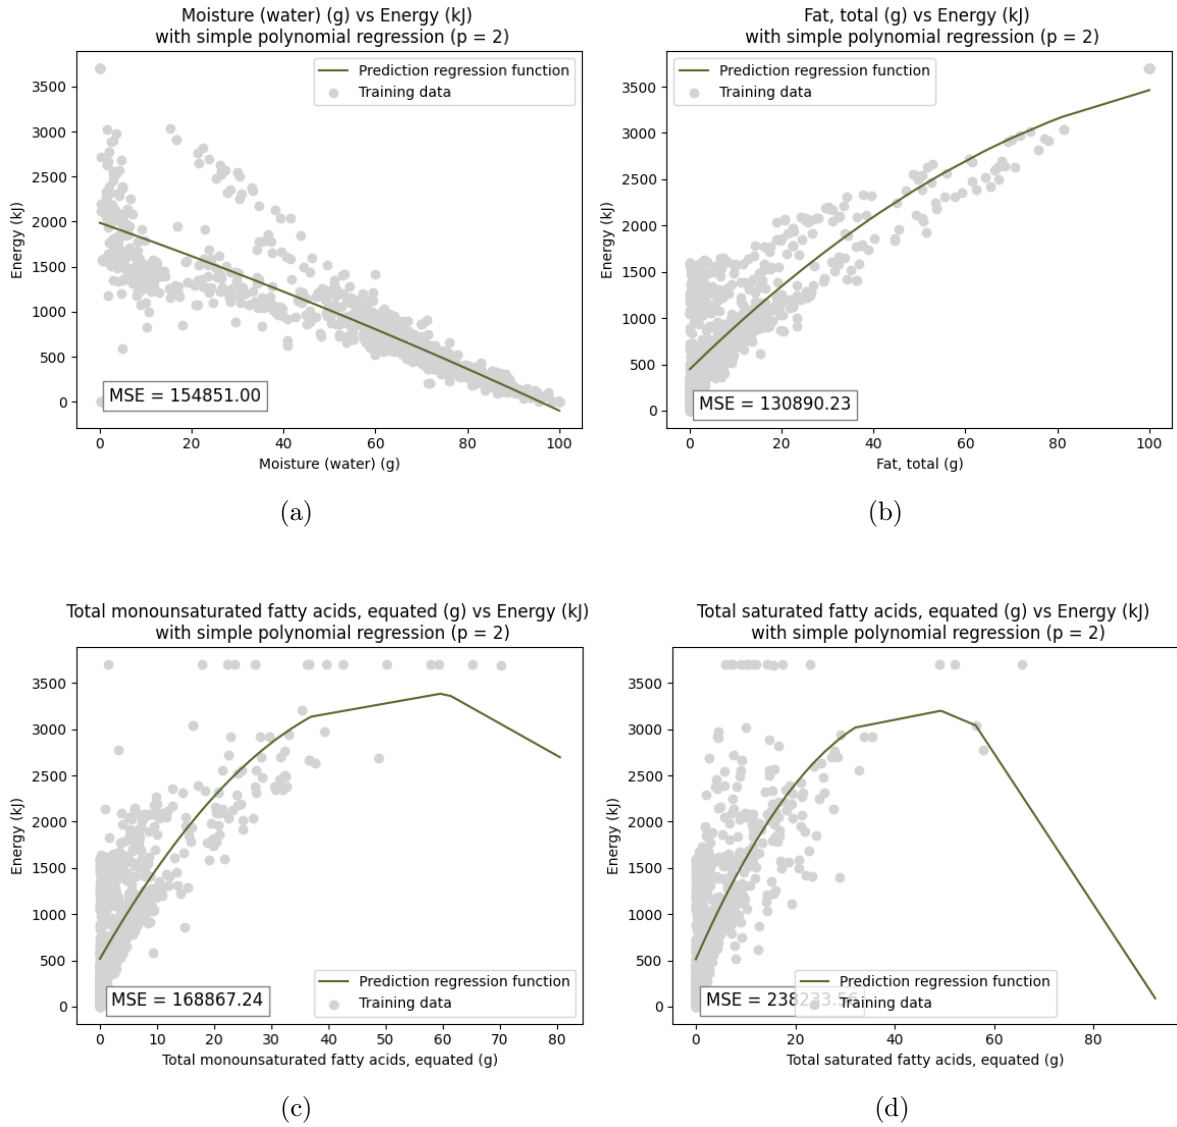 Moisture (water) (g) vs Energy (kJ)
with simple polynomial regression (p = 2)
Prediction regression function
Training data
3500
3000
2500
2000
1500
1000
500
0
Energy (kJ)
MSE = 154851.00
0 20 40 60 80 100
Moisture (water) (g)
(a)
Fat, total (g) vs Energy (kJ)
with simple polynomial regression (p = 2)
Prediction regression function
Training data
3500
3000
2500
2000
1500
1000
500
0
Energy (kJ)
MSE = 130890.23
0 20 40 60 80 100
Fat, total (g)
(b)
Total monounsaturated fatty acids, equated (g) vs Energy (kJ)
with simple polynomial regression (p = 2)
3500
3000
2500
2000
1500
1000
500
0
Energy (kJ)
Prediction regression function
Training data
MSE = 168867.24
0 10 20 30 40 50 60 70 80
Total monounsaturated fatty acids, equated (g)
(c)
Total saturated fatty acids, equated (g) vs Energy (kJ)
with simple polynomial regression (p = 2)
3500
3000
2500
2000
1500
1000
500
0
Energy (kJ)
Prediction regression function
Training data
MSE =
0 20 40 60 80
Total saturated fatty acids, equated (g)
(d)